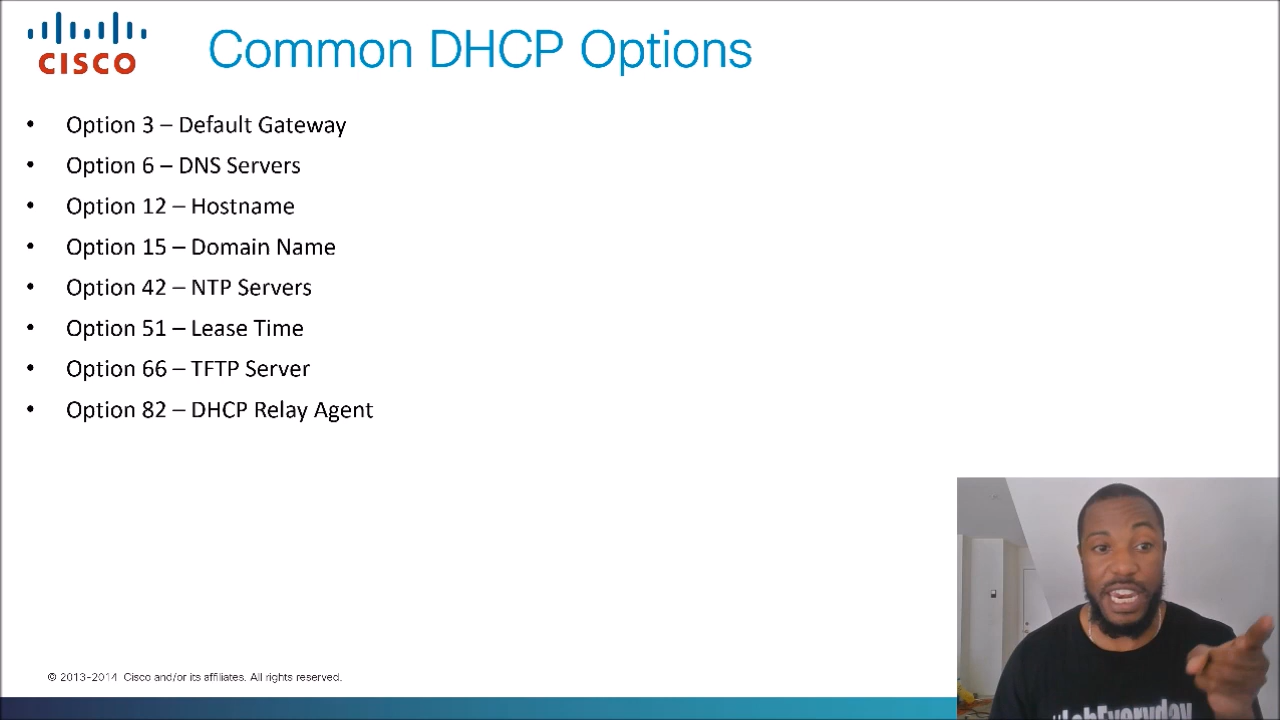 CISCO
Common DHCP Options
• Option 3 – Default Gateway
• Option 6 – DNS Servers
• Option 12 – Hostname
• Option 15 – Domain Name
• Option 42 – NTP Servers
• Option 51 – Lease Time
• Option 66 – TFTP Server
• Option 82 – DHCP Relay Agent
© 2013-2014 Cisco and/or its affiliates. All rights reserved.